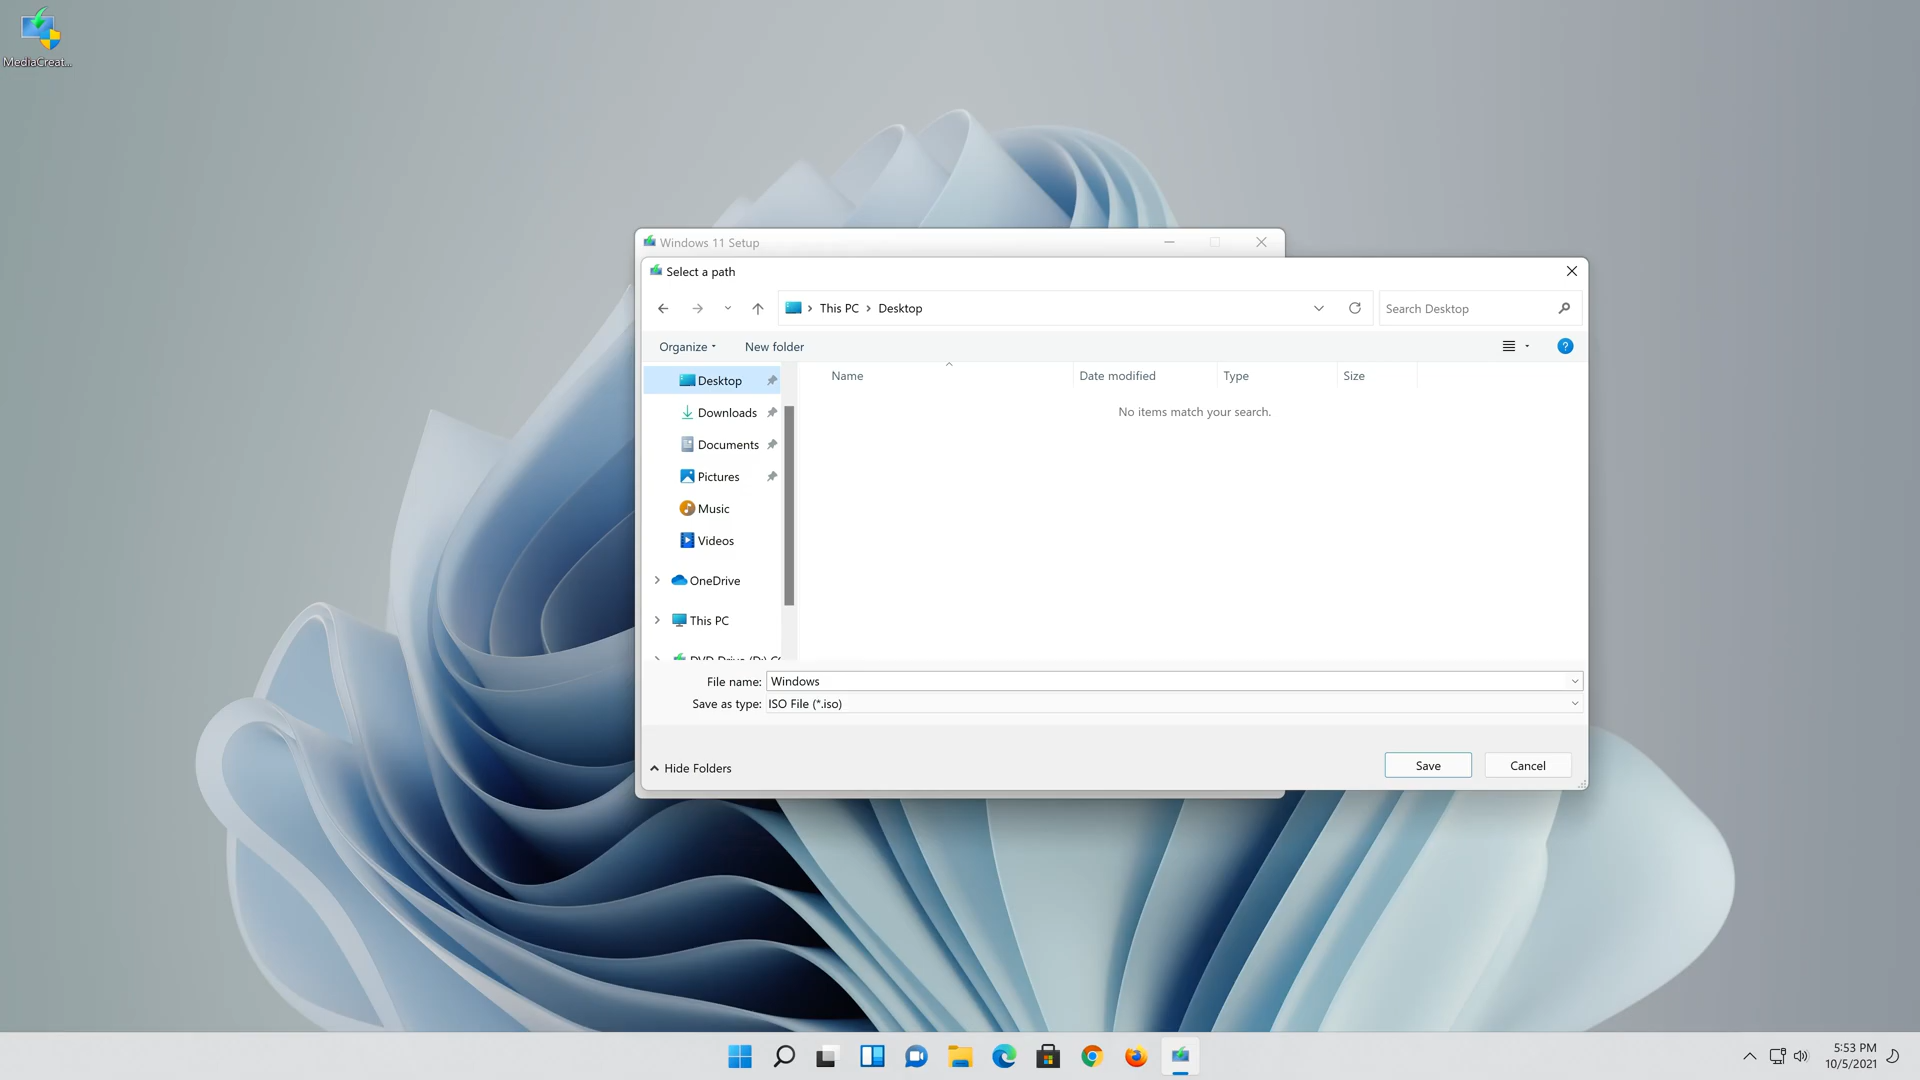 MediaCreat...
Windows 11 Setup
Select a path
This PC
Desktop
Search Desktop
Organize
New folder
?
Name
Date modified
Type
Size
No items match your search.
Desktop
Downloads
Documents
Pictures
Music
Videos
OneDrive
This PC
DVD Drive (D:)
File name:
Windows
Save as type:
ISO File (*.iso)
Hide Folders
Save
Cancel
5:53 PM
10/5/2021